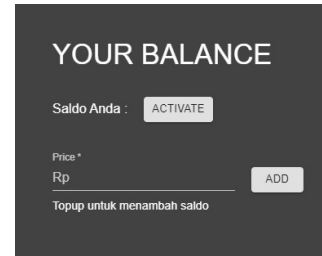 YOUR BALANCE
Saldo Anda : ACTIVATE
Price *
Rp ADD
Topup untuk menambah saldo